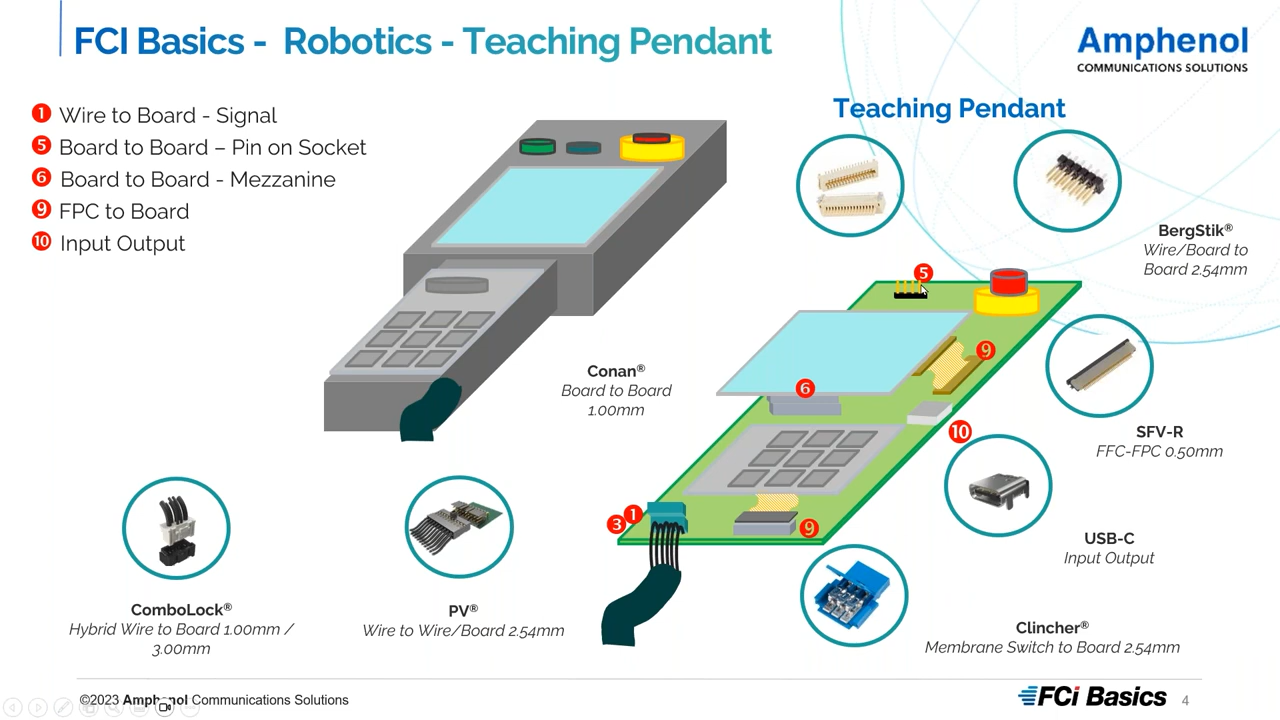 FCI Basics - Robotics - Teaching Pendant
Amphenol
COMMUNICATIONS SOLUTIONS
1 Wire to Board - Signal
5 Board to Board – Pin on Socket
6 Board to Board - Mezzanine
9 FPC to Board
10 Input Output
Teaching Pendant
BergStik®
Wire/Board to
Board 2.54mm
5
9
6
Conan®
Board to Board
1.00mm
10
SFV-R
FFC-FPC 0.50mm
1
3
9
USB-C
Input Output
ComboLock®
Hybrid Wire to Board 1.00mm /
3.00mm
PV®
Wire to Wire/Board 2.54mm
Clincher®
Membrane Switch to Board 2.54mm
©2023 Amphenol Communications Solutions
FCi Basics
4